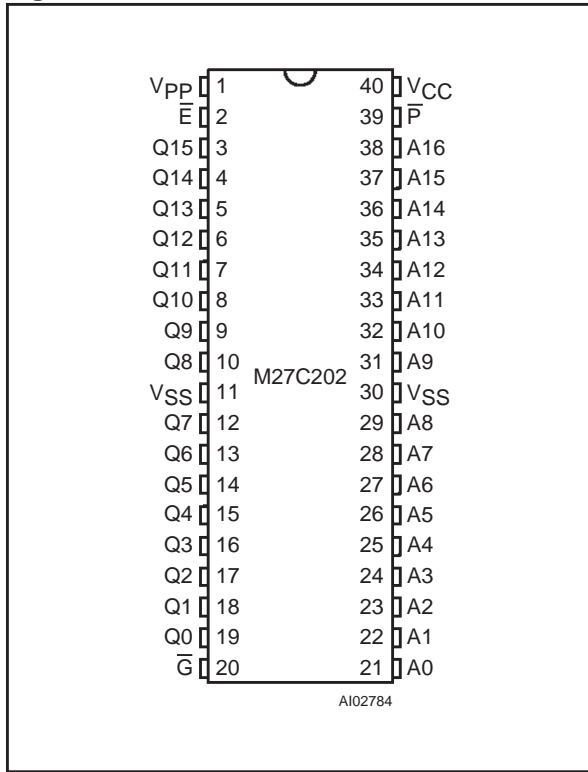 VPP 1 40 VCC
E̅ 2 39 P̅
Q15 3 38 A16
Q14 4 37 A15
Q13 5 36 A14
Q12 6 35 A13
Q11 7 34 A12
Q10 8 33 A11
Q9 9 32 A10
Q8 10 31 A9
M27C202
VSS 11 30 VSS
Q7 12 29 A8
Q6 13 28 A7
Q5 14 27 A6
Q4 15 26 A5
Q3 16 25 A4
Q2 17 24 A3
Q1 18 23 A2
Q0 19 22 A1
G̅ 20 21 A0
AI02784